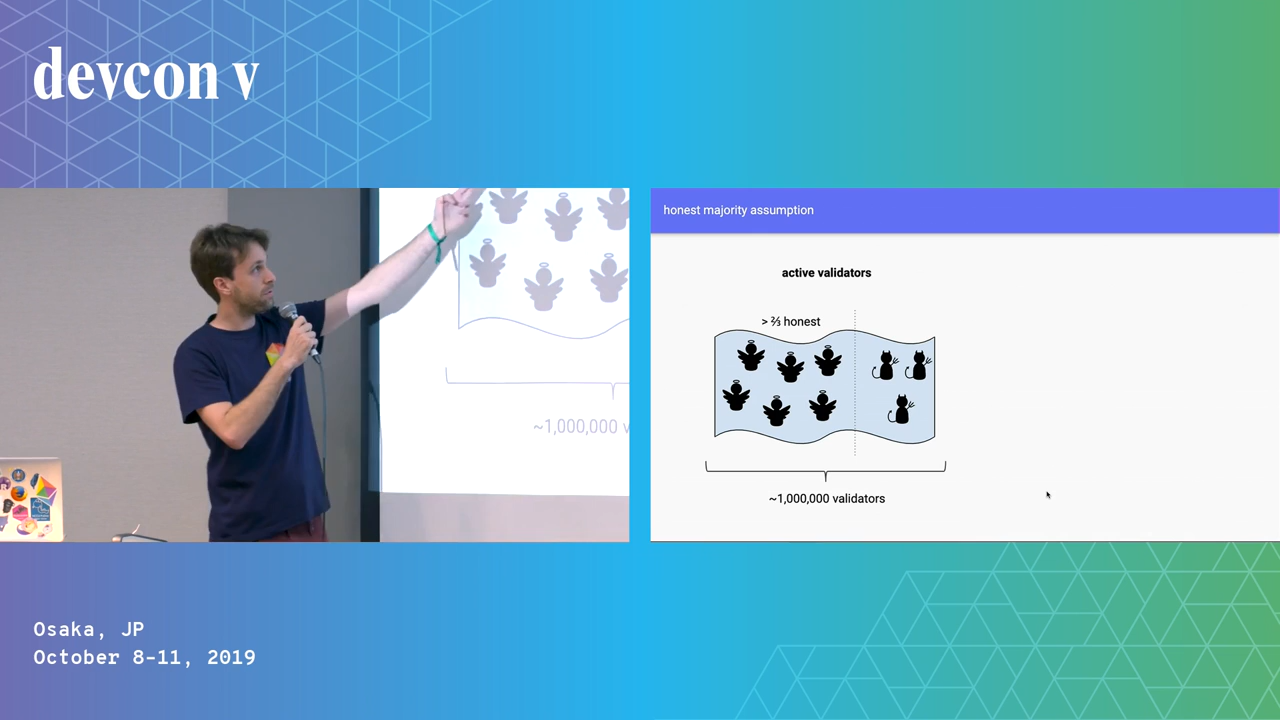 devcon v
honest majority assumption
active validators
> ⅔ honest
~1,000,000 validators
~1,000,000 v
Osaka, JP
October 8-11, 2019